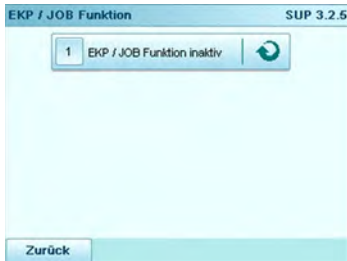 EKP / JOB Funktion SUP 3.2.5
1 EKP / JOB Funktion inaktiv
Zurück